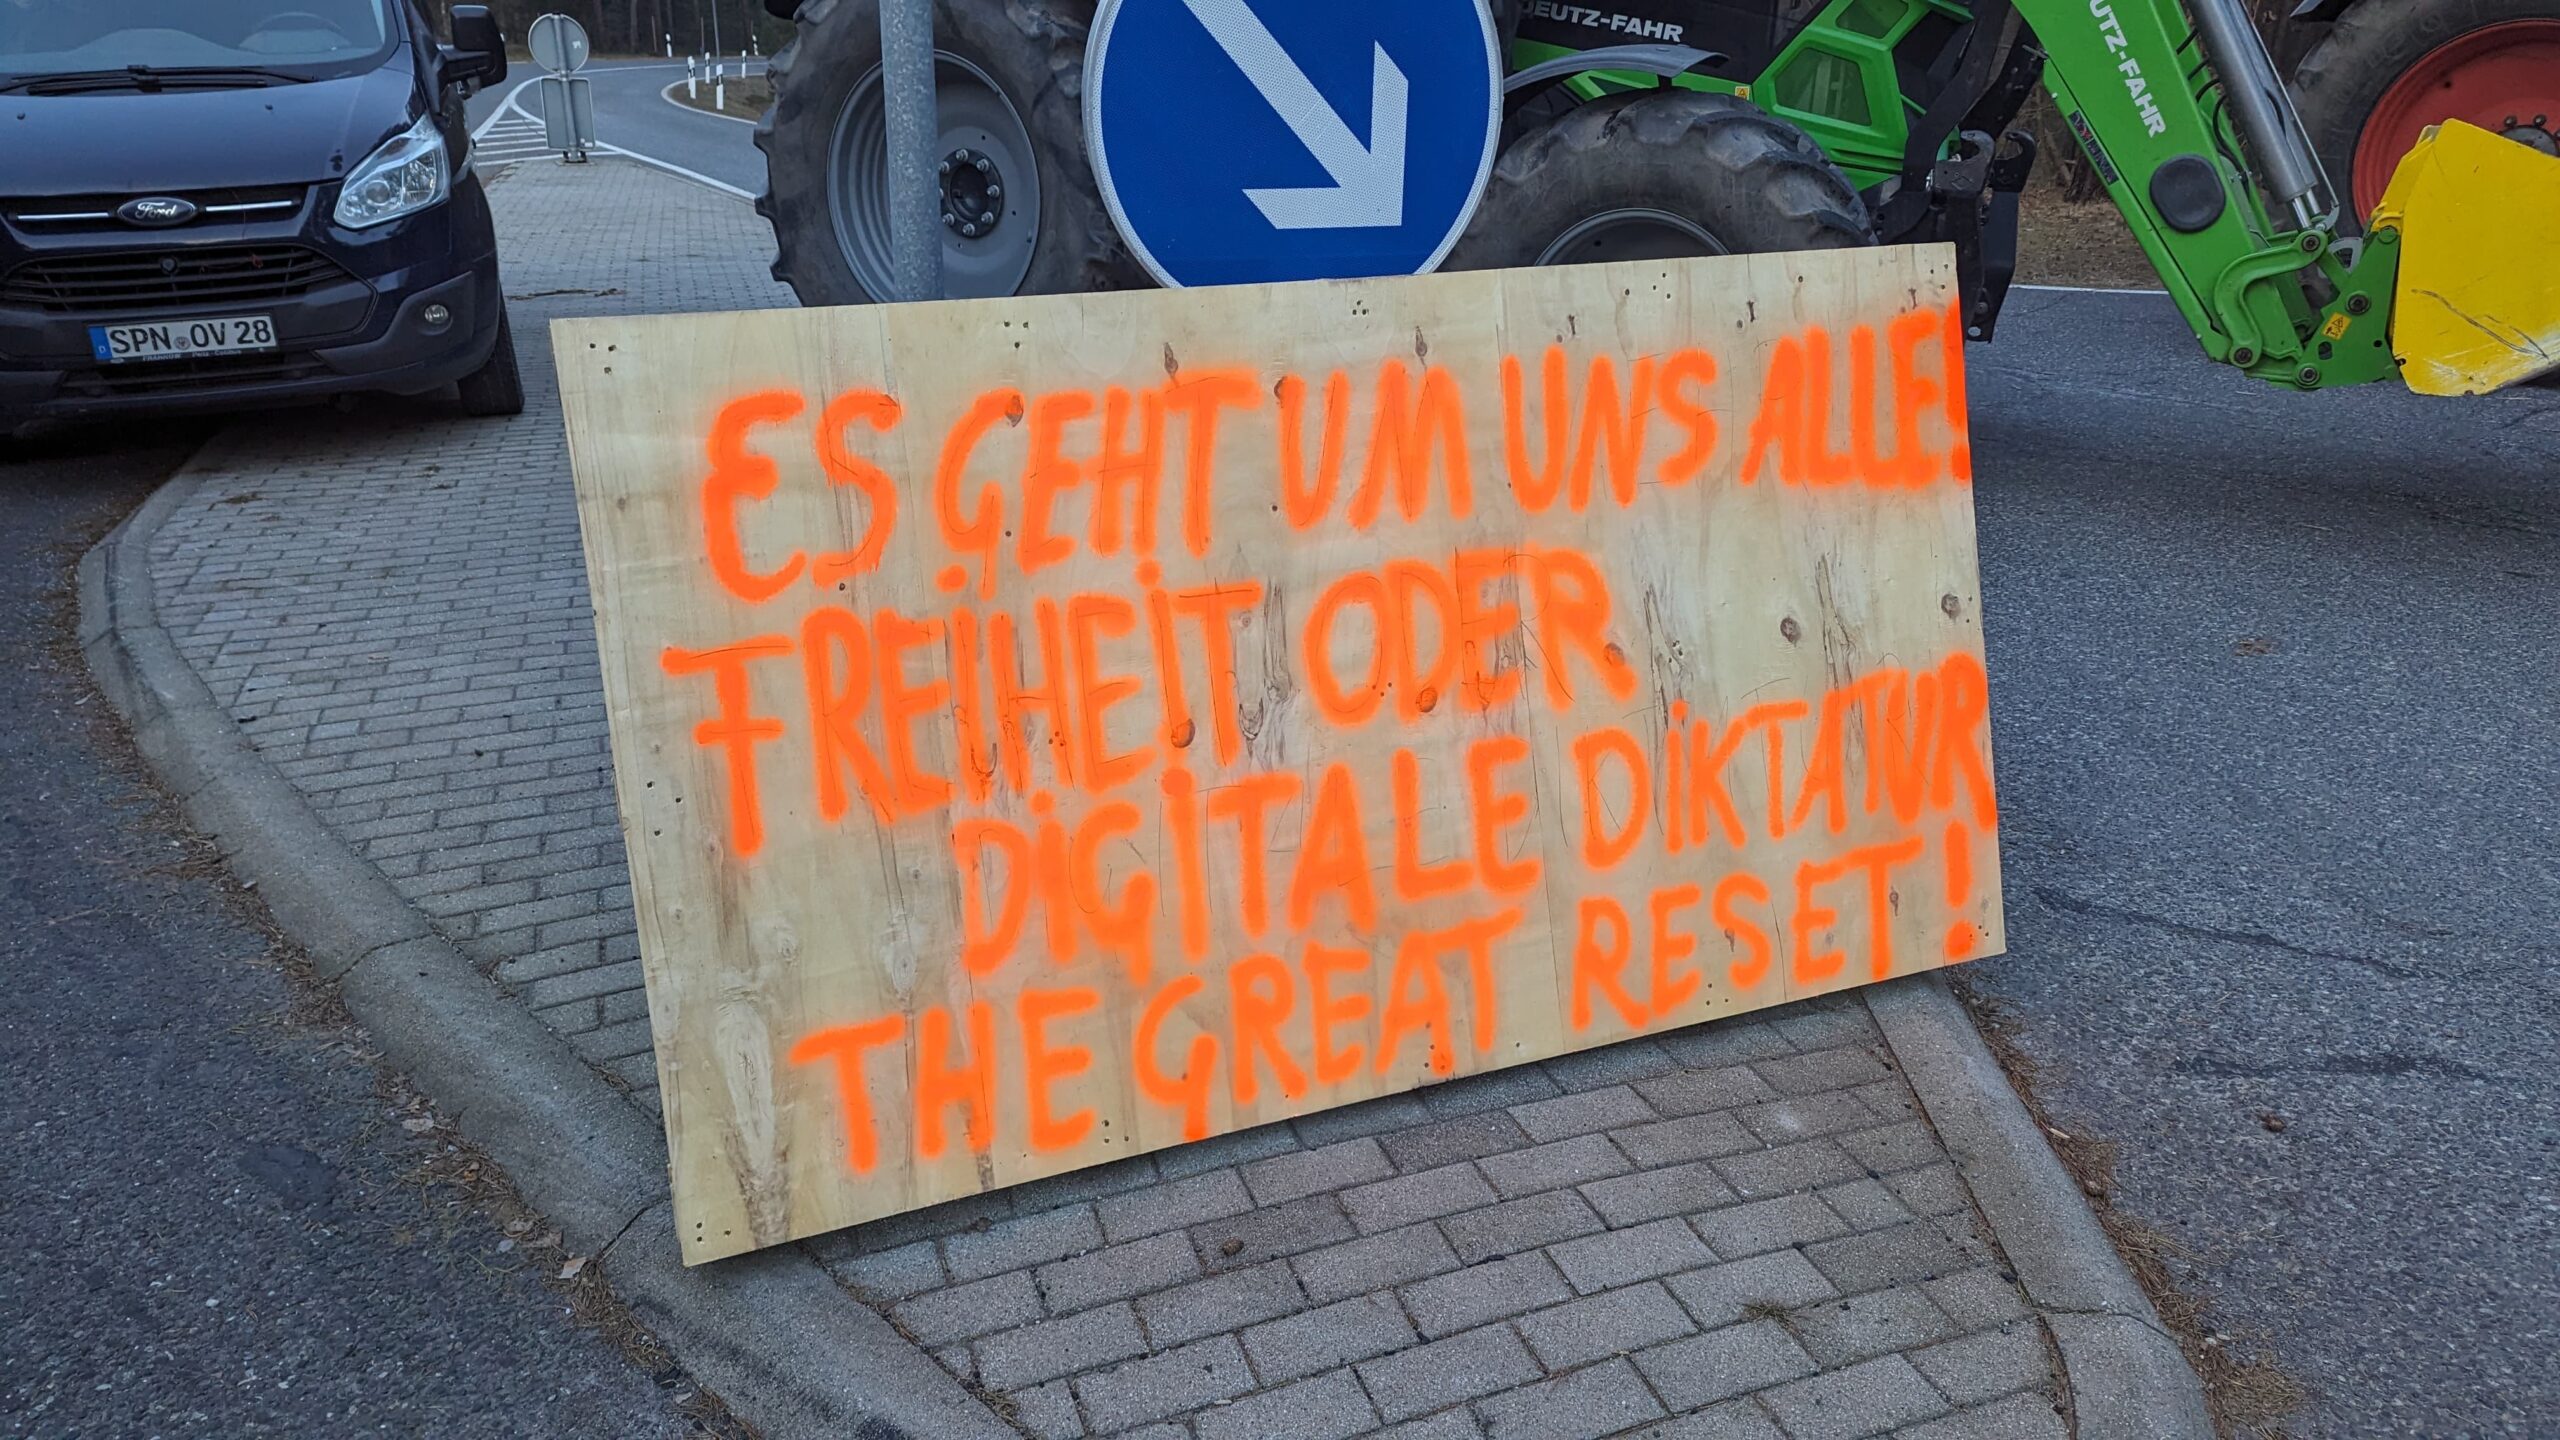 DEUTZ-FAHR
DEUTZ-FAHR
Ford
SPN OV 28
ES GEHT UM UNS ALLE!
FREIHEIT ODER
DIGITALE DIKTATUR
THE GREAT RESET!